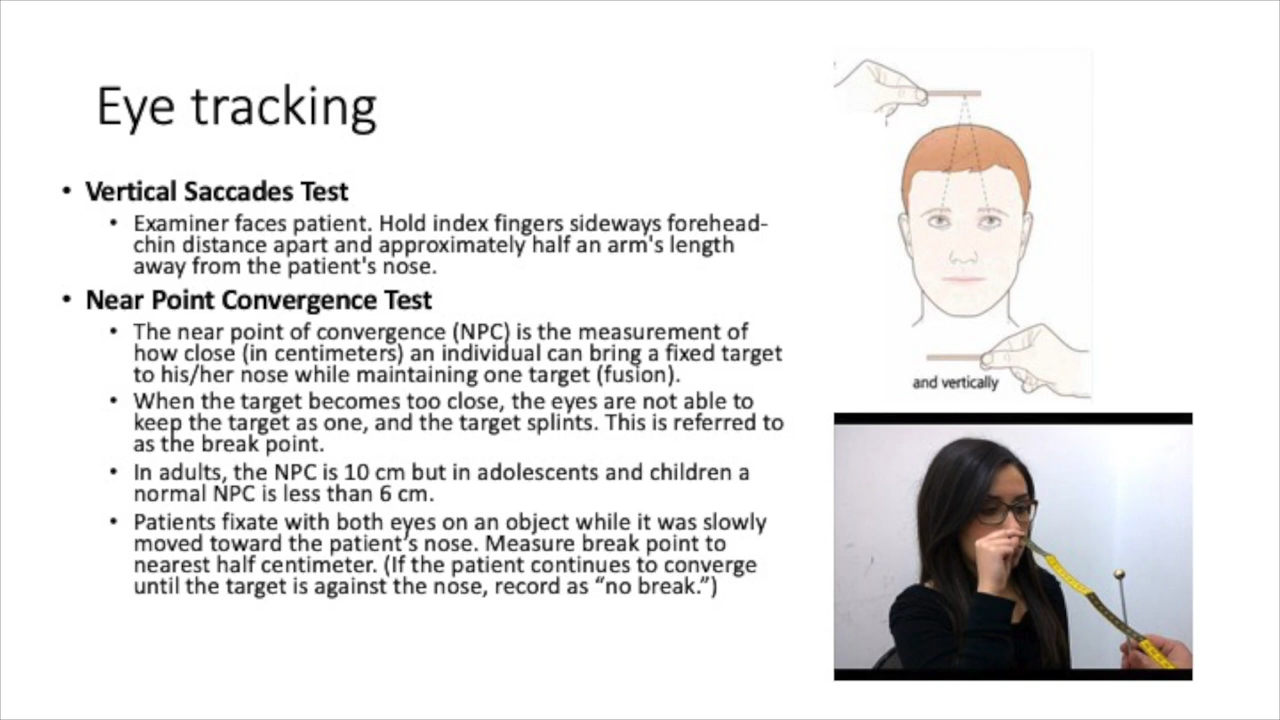 Eye tracking
• Vertical Saccades Test
• Examiner faces patient. Hold index fingers sideways forehead-
chin distance apart and approximately half an arm's length
away from the patient's nose.
• Near Point Convergence Test
• The near point of convergence (NPC) is the measurement of
how close (in centimeters) an individual can bring a fixed target
to his/her nose while maintaining one target (fusion).
• When the target becomes too close, the eyes are not able to
keep the target as one, and the target splints. This is referred to
as the break point.
• In adults, the NPC is 10 cm but in adolescents and children a
normal NPC is less than 6 cm.
• Patients fixate with both eyes on an object while it was slowly
moved toward the patient's nose. Measure break point to
nearest half centimeter. (If the patient continues to converge
until the target is against the nose, record as “no break.”)
and vertically